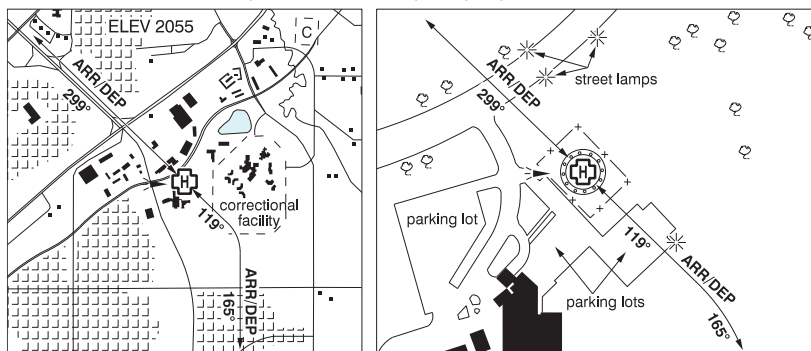 ELEV 2055
C
H
ARR/DEP
299°
H
correctional
facility
119°
ARR/DEP
165°
ARR/DEP
299°
street lamps
H
parking lot
119°
ARR/DEP
parking lots
165°